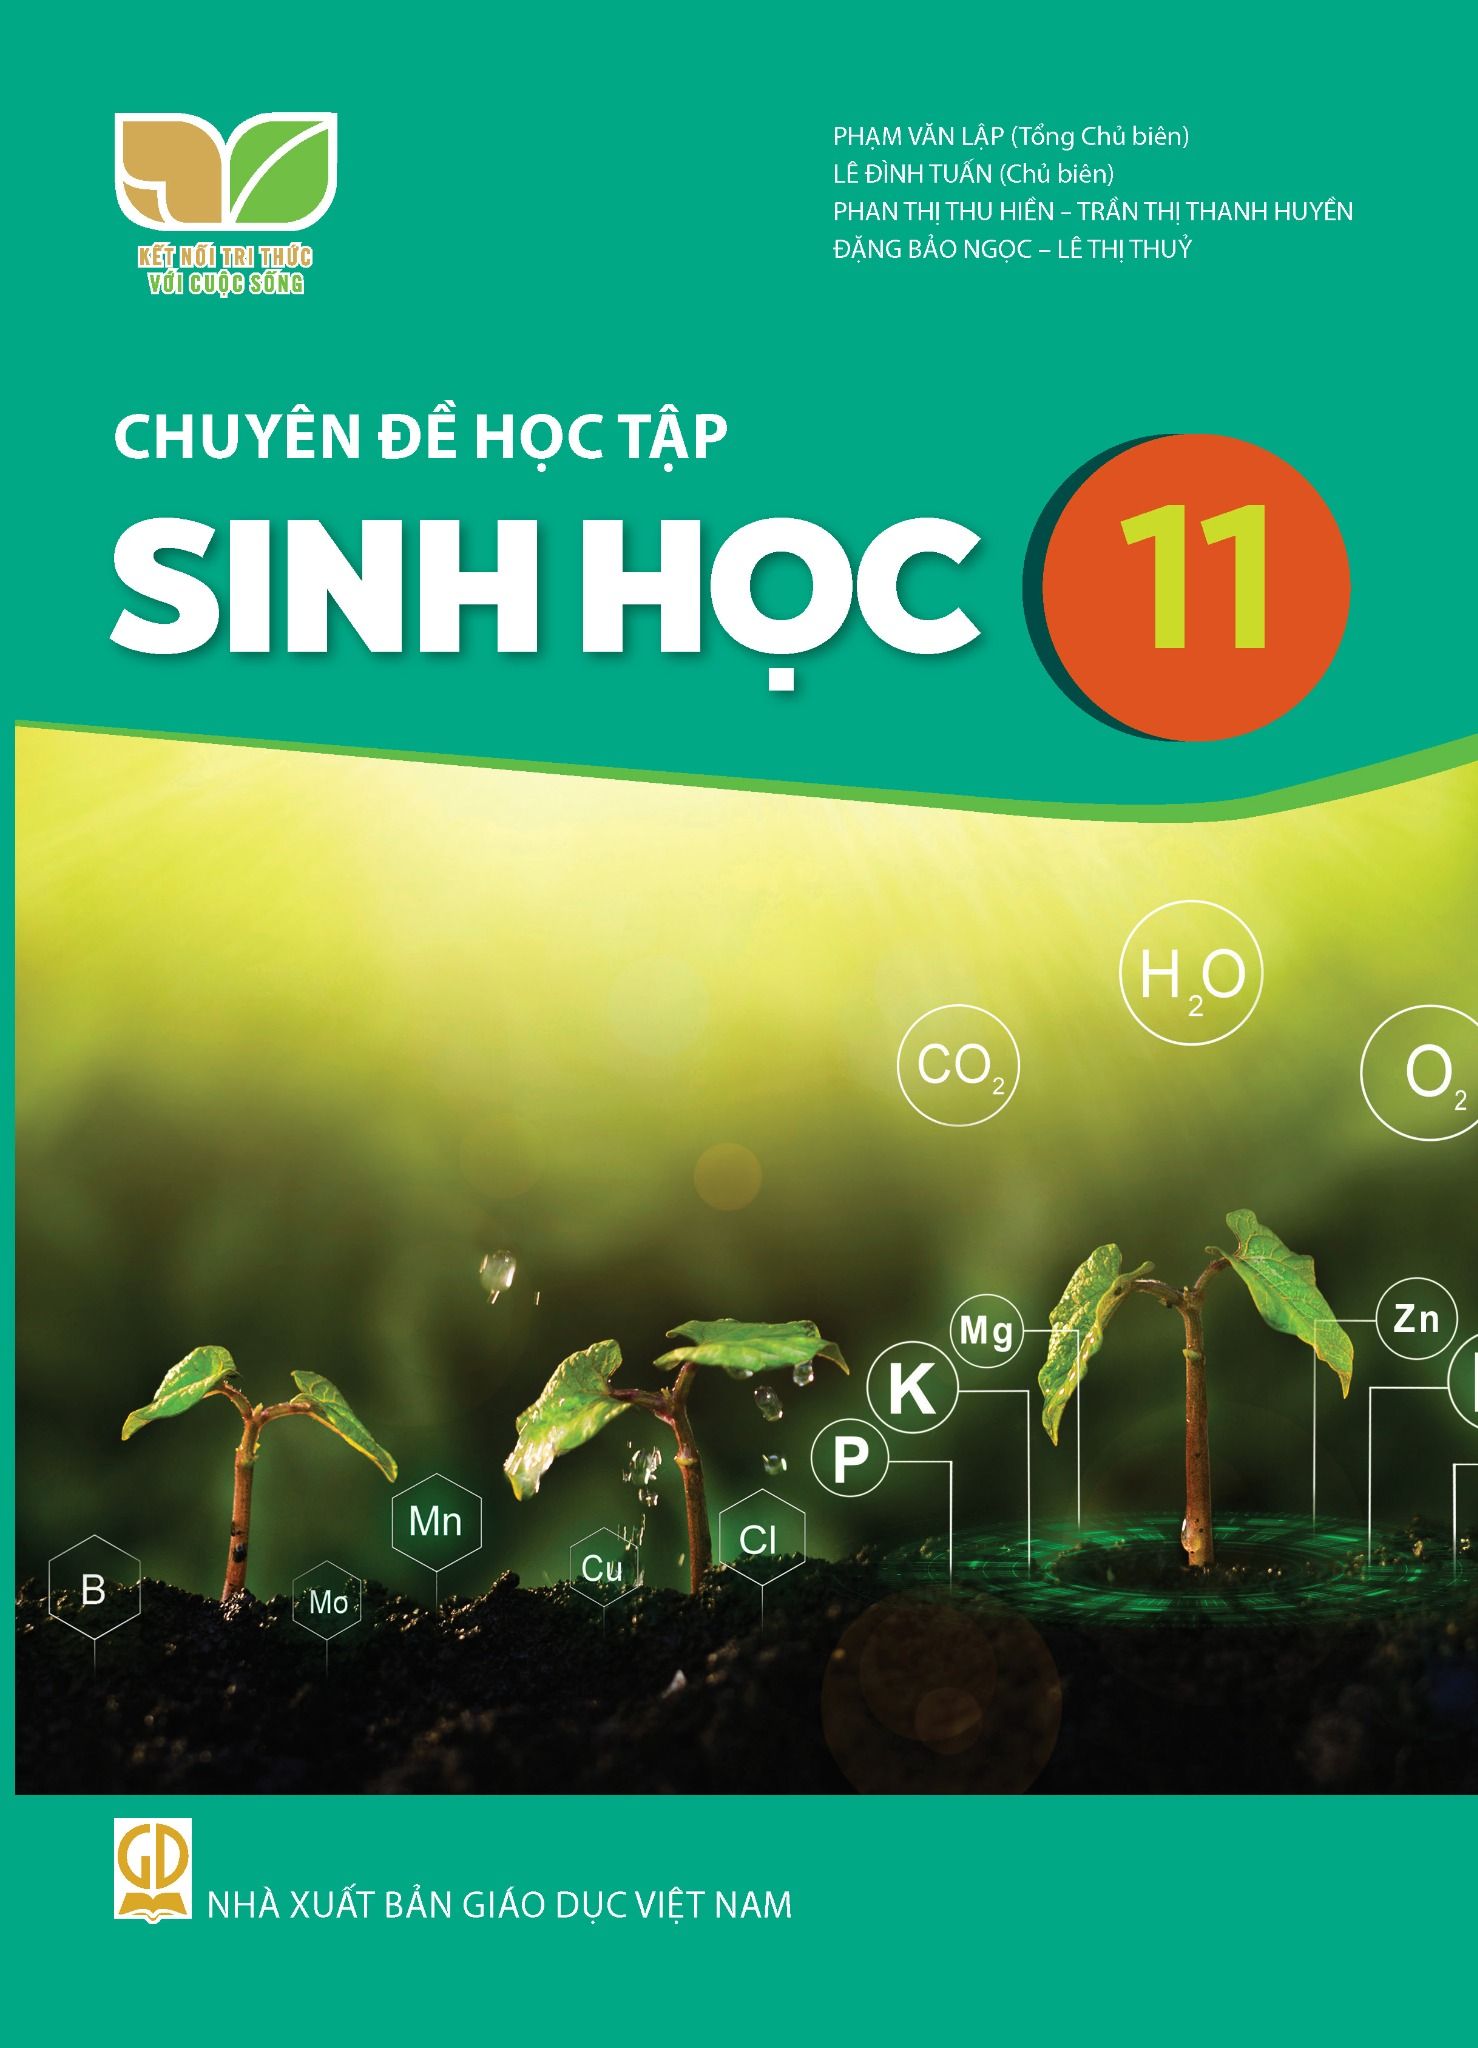 KẾT NỐI TRI THỨC
VỚI CUỘC SỐNG
PHẠM VĂN LẬP (Tổng Chủ biên)
LÊ ĐÌNH TUẤN (Chủ biên)
PHAN THỊ THU HIỀN – TRẦN THỊ THANH HUYỀN
ĐẶNG BẢO NGỌC – LÊ THỊ THUỶ
CHUYÊN ĐỀ HỌC TẬP
SINH HỌC 11
H₂O
CO₂
O₂
Mg
Zn
K
P
Mn
Cl
Cu
B
Mo
GD
NHÀ XUẤT BẢN GIÁO DỤC VIỆT NAM